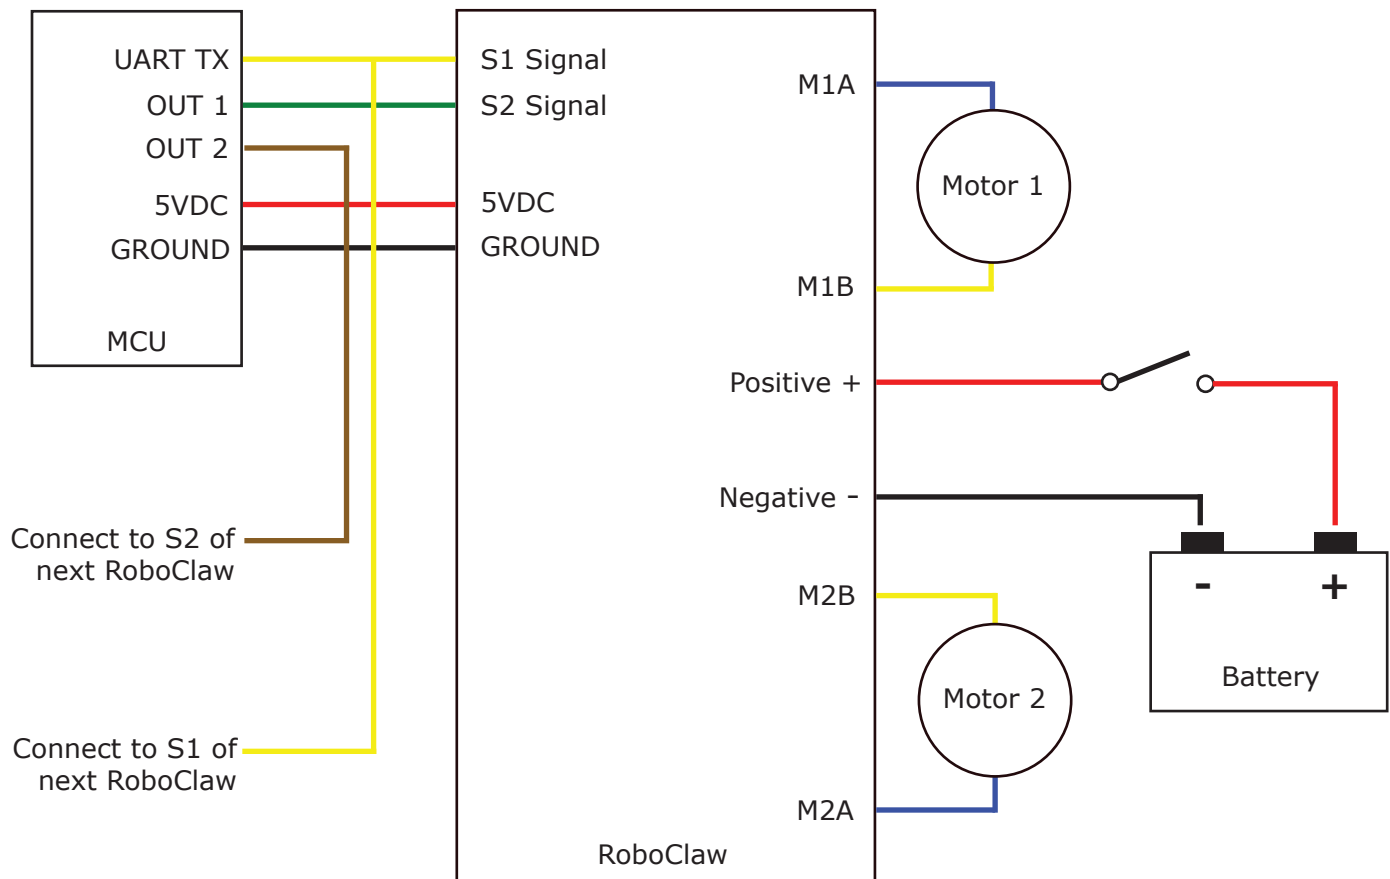 UART TX
OUT 1
OUT 2
5VDC
GROUND
MCU
Connect to S2 of
next RoboClaw
Connect to S1 of
next RoboClaw
S1 Signal
S2 Signal
5VDC
GROUND
M1A
M1B
Positive +
Negative -
M2B
M2A
RoboClaw
Motor 1
Motor 2
- +
Battery